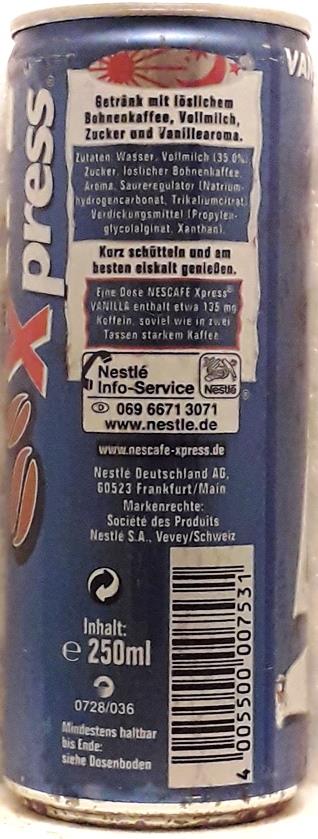 VAN
Xpress®
Getränk mit löslichem
Bohnenkaffee, Vollmilch,
Zucker und Vanillearoma.
Zutaten: Wasser, Vollmilch (35,0%),
Zucker, löslicher Bohnenkaffee,
Aroma, Säureregulator (Natrium-
hydrogencarbonat, Trikaliumcitrat),
Verdickungsmittel (Propylen-
glycolalginat, Xanthan).
Kurz schütteln und am
besten eiskalt genießen.
Eine Dose NESCAFÉ Xpress®
VANILLA enthält etwa 135 mg
Koffein, soviel wie in zwei
Tassen starkem Kaffee.
Nestlé
Info-Service
Nestlé
®
069 6671 3071
www.nestle.de
www.nescafe-xpress.de
Nestlé Deutschland AG,
60523 Frankfurt/Main
Markenrechte:
Société des Produits
Nestlé S.A., Vevey/Schweiz
Inhalt:
e 250ml
0728/036
Mindestens haltbar
bis Ende:
siehe Dosenboden
4 005500 007531